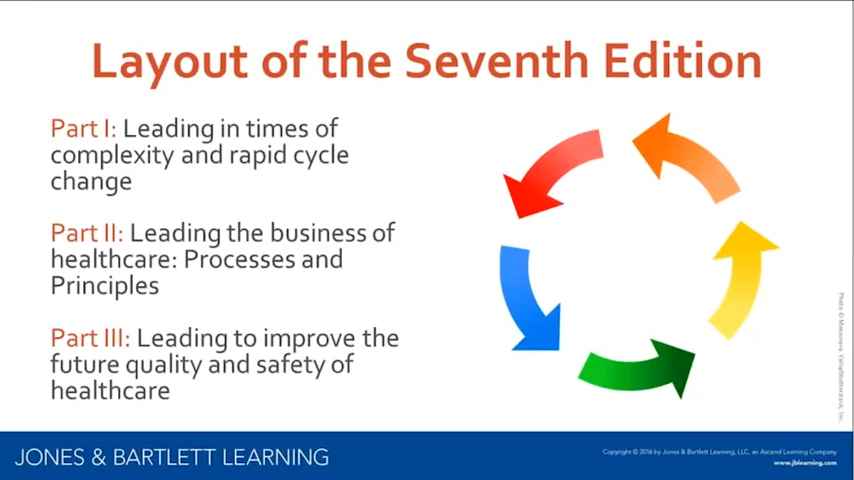 Layout of the Seventh Edition
Part I: Leading in times of
complexity and rapid cycle
change
Part II: Leading the business of
healthcare: Processes and
Principles
Part III: Leading to improve the
future quality and safety of
healthcare
JONES & BARTLETT LEARNING
Copyright © 2016 by Jones & Bartlett Learning, LLC, an Ascend Learning Company
www.jblearning.com
Photo ©
Inc.